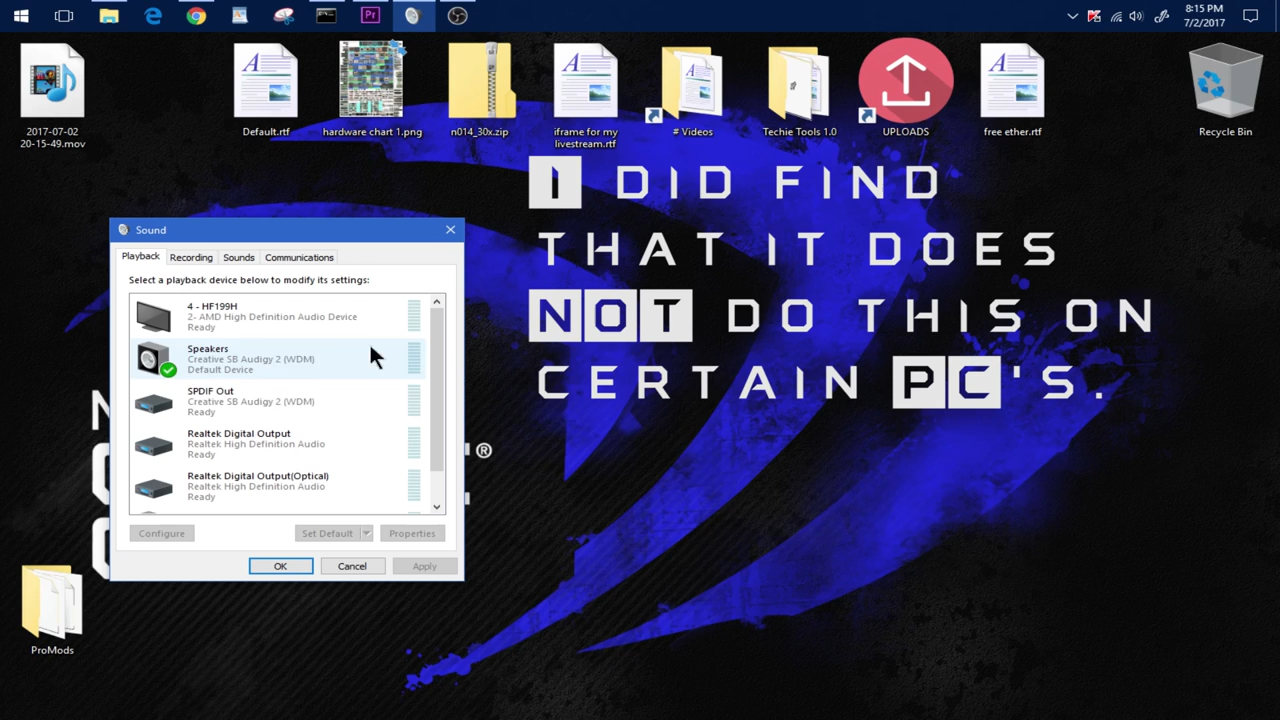 8:15 PM
7/2/2017
Pr
2017-07-02
20-15-49.mov
Default.rtf
hardware chart 1.png
n014_30x.zip
iframe for my
livestream.rtf
# Videos
Techie Tools 1.0
UPLOADS
free ether.rtf
Recycle Bin
I DID FIND
THAT IT DOES
NOT DO THIS ON
CERTAIN PC'S.
Sound
Playback
Recording
Sounds
Communications
Select a playback device below to modify its settings:
4 - HF199H
2- AMD High Definition Audio Device
Ready
Speakers
Creative SB Audigy 2 (WDM)
Default Device
SPDIF Out
Creative SB Audigy 2 (WDM)
Ready
Realtek Digital Output
Realtek High Definition Audio
Ready
Realtek Digital Output(Optical)
Realtek High Definition Audio
Ready
Configure
Set Default
Properties
OK
Cancel
Apply
®
ProMods